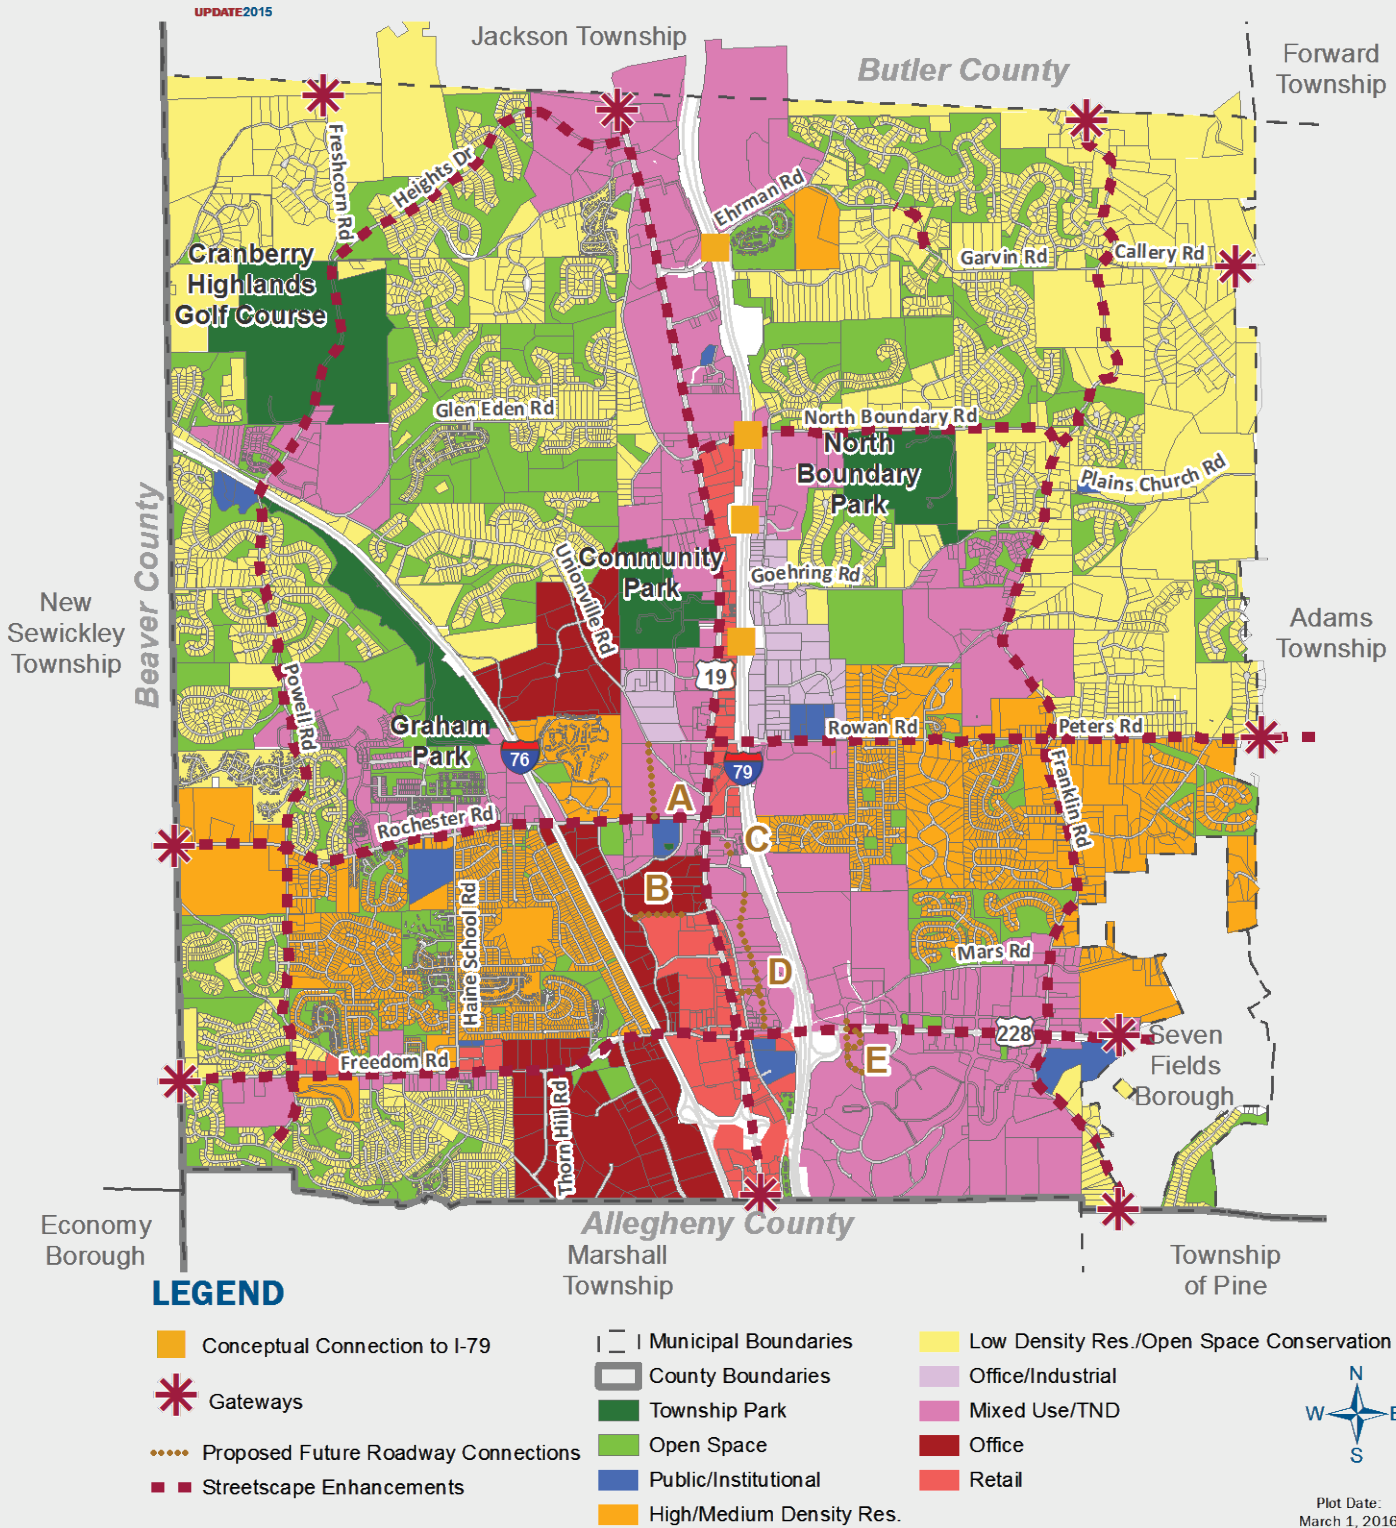 UPDATE2015
Jackson Township
Butler County
Forward
Township
Freshcorn Rd
Heights Dr
Ehrman Rd
Garvin Rd
Callery Rd
Cranberry
Highlands
Golf Course
Glen Eden Rd
North Boundary Rd
North
Boundary
Park
Plains Church Rd
Beaver County
Unionville Rd
Community
Park
Goehring Rd
New
Sewickley
Township
Adams
Township
19
Powell Rd
Graham
Park
76
79
Rowan Rd
Peters Rd
Franklin Rd
Rochester Rd
A
C
B
Haine School Rd
D
Mars Rd
228
Seven
Fields
Borough
E
Freedom Rd
Thorn Hill Rd
Allegheny County
Economy
Borough
Marshall
Township
Township
of Pine
LEGEND
Conceptual Connection to I-79
Gateways
Proposed Future Roadway Connections
Streetscape Enhancements
Municipal Boundaries
County Boundaries
Township Park
Open Space
Public/Institutional
High/Medium Density Res.
Low Density Res./Open Space Conservation
Office/Industrial
Mixed Use/TND
Office
Retail
N
W
E
S
Plot Date:
March 1, 2016